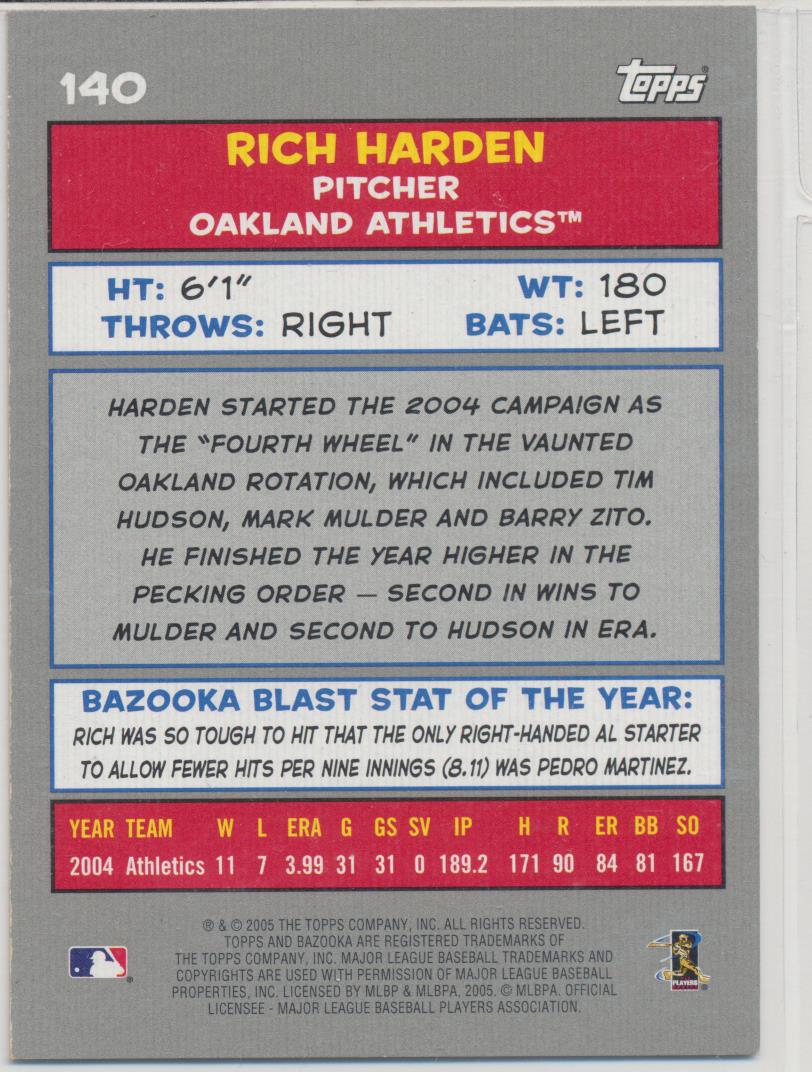 140
Topps®
RICH HARDEN
PITCHER
OAKLAND ATHLETICS™
HT: 6'1" WT: 180
THROWS: RIGHT BATS: LEFT
HARDEN STARTED THE 2004 CAMPAIGN AS
THE "FOURTH WHEEL" IN THE VAUNTED
OAKLAND ROTATION, WHICH INCLUDED TIM
HUDSON, MARK MULDER AND BARRY ZITO.
HE FINISHED THE YEAR HIGHER IN THE
PECKING ORDER — SECOND IN WINS TO
MULDER AND SECOND TO HUDSON IN ERA.
BAZOOKA BLAST STAT OF THE YEAR:
RICH WAS SO TOUGH TO HIT THAT THE ONLY RIGHT-HANDED AL STARTER
TO ALLOW FEWER HITS PER NINE INNINGS (8.11) WAS PEDRO MARTINEZ.
YEAR TEAM W L ERA G GS SV IP H R ER BB SO
2004 Athletics 11 7 3.99 31 31 0 189.2 171 90 84 81 167
® & © 2005 THE TOPPS COMPANY, INC. ALL RIGHTS RESERVED.
TOPPS AND BAZOOKA ARE REGISTERED TRADEMARKS OF
THE TOPPS COMPANY, INC. MAJOR LEAGUE BASEBALL TRADEMARKS AND
COPYRIGHTS ARE USED WITH PERMISSION OF MAJOR LEAGUE BASEBALL
PROPERTIES, INC. LICENSED BY MLBP & MLBPA, 2005. © MLBPA. OFFICIAL
LICENSEE - MAJOR LEAGUE BASEBALL PLAYERS ASSOCIATION.
PLAYERS